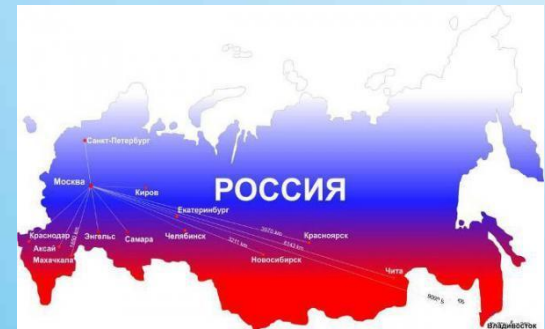 Санкт-Петербург
Москва
Киров
РОССИЯ
Екатеринбург
Краснодар
Энгельс
Самара
Челябинск
Красноярск
Аксай
Махачкала
Новосибирск
Чита
Владивосток